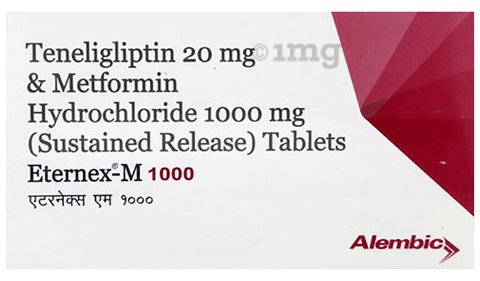 Teneligliptin 20 mg
& Metformin
Hydrochloride 1000 mg
(Sustained Release) Tablets
Eternex®-M 1000
एटरनेक्स एम १०००
Alembic
©1mg